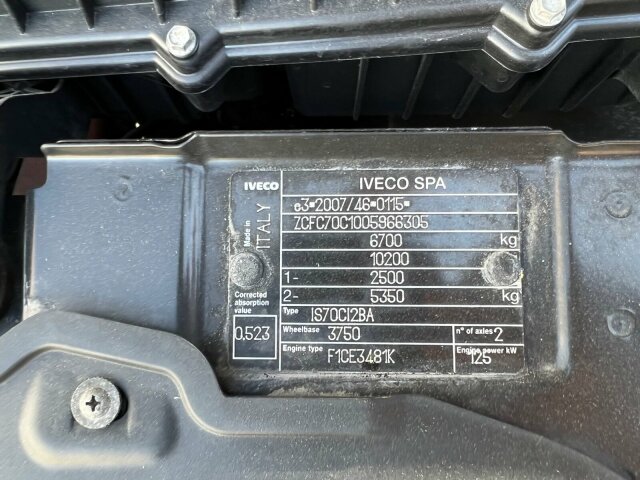 IVECO
IVECO SPA
Made in
ITALY
e3*2007/46*0115*
ZCFC70C1005966305
6700 kg
10200
1- 2500
2- 5350 kg
Corrected
absorption
value
0.523
Type IS70CI2BA
Wheelbase 3750 n° of axles 2
Engine type F1CE3481K Engine power kW 125